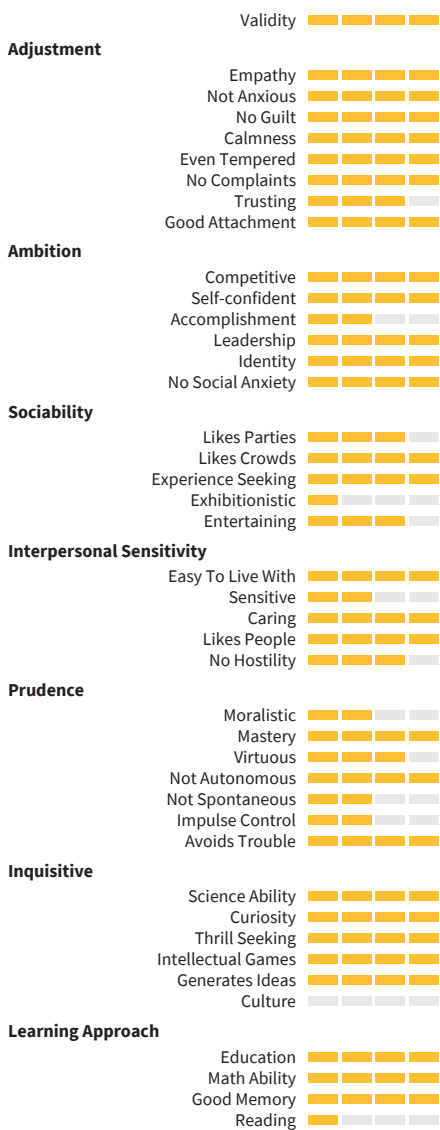 Validity
Adjustment
Empathy
Not Anxious
No Guilt
Calmness
Even Tempered
No Complaints
Trusting
Good Attachment
Ambition
Competitive
Self-confident
Accomplishment
Leadership
Identity
No Social Anxiety
Sociability
Likes Parties
Likes Crowds
Experience Seeking
Exhibitionistic
Entertaining
Interpersonal Sensitivity
Easy To Live With
Sensitive
Caring
Likes People
No Hostility
Prudence
Moralistic
Mastery
Virtuous
Not Autonomous
Not Spontaneous
Impulse Control
Avoids Trouble
Inquisitive
Science Ability
Curiosity
Thrill Seeking
Intellectual Games
Generates Ideas
Culture
Learning Approach
Education
Math Ability
Good Memory
Reading